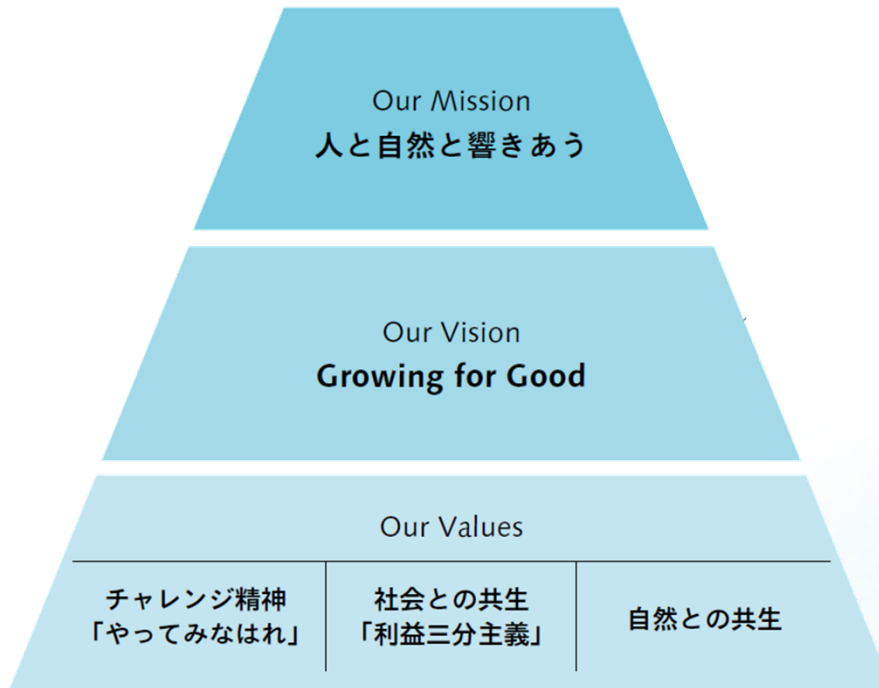 Our Mission
人と自然と響きあう
Our Vision
Growing for Good
Our Values
チャレンジ精神
「やってみなはれ」
社会との共生
「利益三分主義」
自然との共生